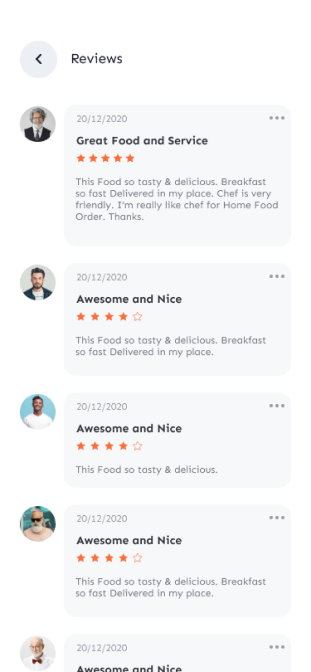 Reviews
20/12/2020
Great Food and Service
This Food so tasty & delicious. Breakfast
so fast Delivered in my place. Chef is very
friendly. I'm really like chef for Home Food
Order. Thanks.
20/12/2020
Awesome and Nice
This Food so tasty & delicious. Breakfast
so fast Delivered in my place.
20/12/2020
Awesome and Nice
This Food so tasty & delicious.
20/12/2020
Awesome and Nice
This Food so tasty & delicious. Breakfast
so fast Delivered in my place.
20/12/2020
Awesome and Nice